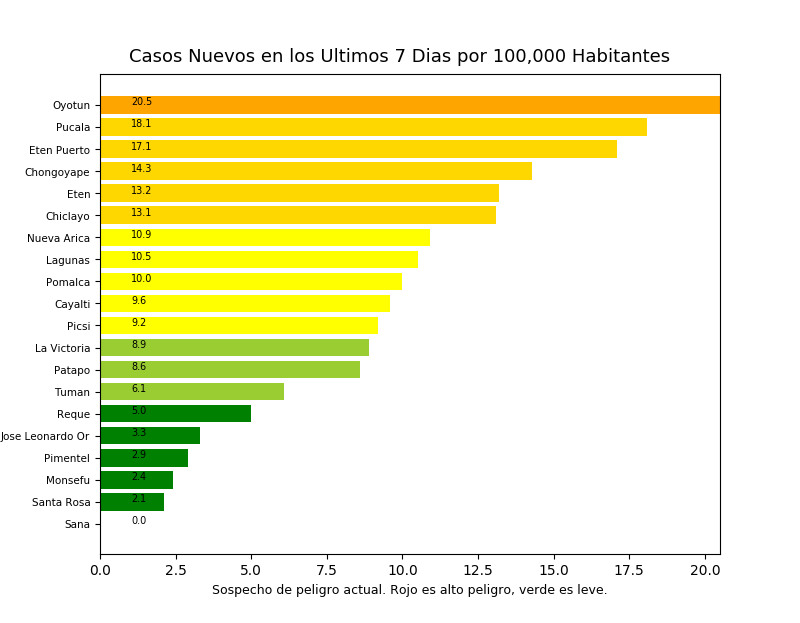 Casos Nuevos en los Ultimos 7 Dias por 100,000 Habitantes
Oyotun 20.5
Pucala 18.1
Eten Puerto 17.1
Chongoyape 14.3
Eten 13.2
Chiclayo 13.1
Nueva Arica 10.9
Lagunas 10.5
Pomalca 10.0
Cayalti 9.6
Picsi 9.2
La Victoria 8.9
Patapo 8.6
Tuman 6.1
Reque 5.0
Jose Leonardo Or 3.3
Pimentel 2.9
Monsefu 2.4
Santa Rosa 2.1
Sana 0.0
0.0 2.5 5.0 7.5 10.0 12.5 15.0 17.5 20.0
Sospecho de peligro actual. Rojo es alto peligro, verde es leve.